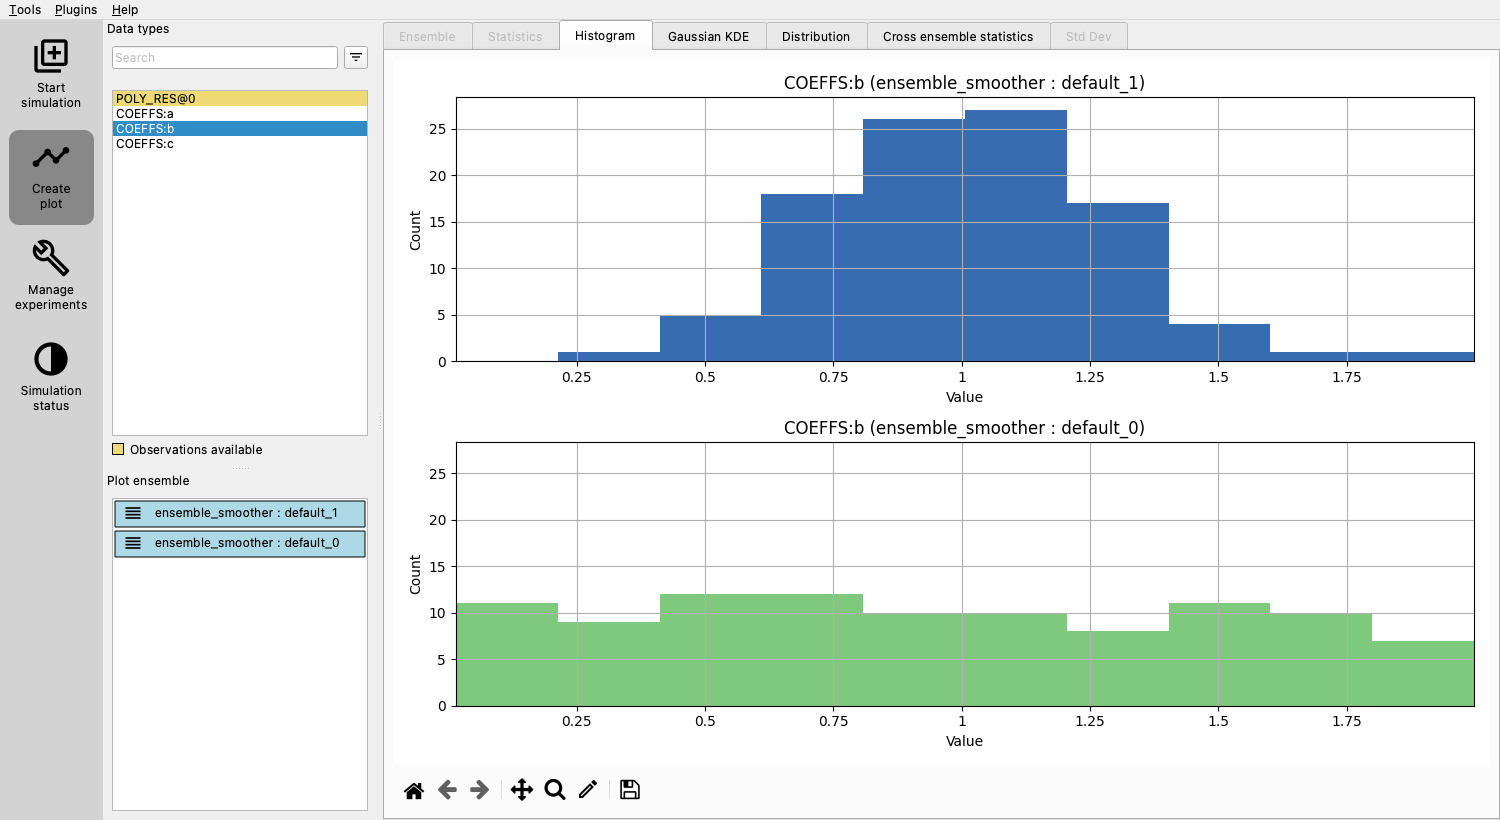 Tools Plugins Help
Start
simulation
Create
plot
Manage
experiments
Simulation
status
Data types
Search
POLY_RES@0
COEFFS:a
COEFFS:b
COEFFS:c
Observations available
Plot ensemble
ensemble_smoother : default_1
ensemble_smoother : default_0
Ensemble Statistics Histogram Gaussian KDE Distribution Cross ensemble statistics Std Dev
COEFFS:b (ensemble_smoother : default_1)
25
20
15
10
5
0
Count
0.25 0.5 0.75 1 1.25 1.5 1.75
Value
COEFFS:b (ensemble_smoother : default_0)
25
20
15
10
5
0
Count
0.25 0.5 0.75 1 1.25 1.5 1.75
Value